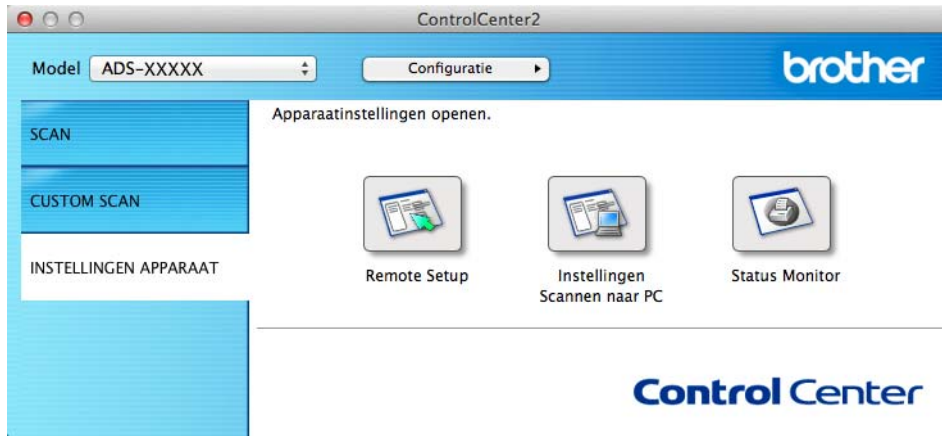 ControlCenter2
Model ADS-XXXXX Configuratie brother
Apparaatinstellingen openen.
SCAN
CUSTOM SCAN
INSTELLINGEN APPARAAT
Remote Setup
Instellingen
Scannen naar PC
Status Monitor
Control Center